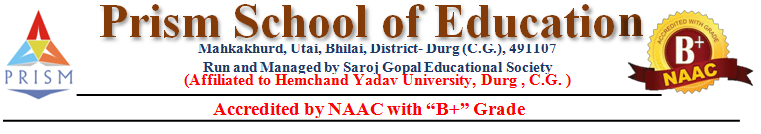 Prism School of Education
Mahkakhurd, Utai, Bhilai, District- Durg (C.G.), 491107
Run and Managed by Saroj Gopal Educational Society
(Affiliated to Hemchand Yadav University, Durg , C.G. )
Accredited by NAAC with “B+” Grade
PRISM
ACCREDITED WITH GRADE
B+
NAAC